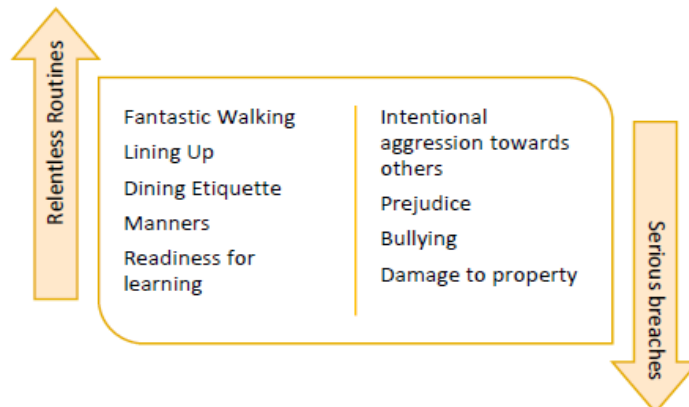 Relentless Routines
Fantastic Walking
Lining Up
Dining Etiquette
Manners
Readiness for
learning
Intentional
aggression towards
others
Prejudice
Bullying
Damage to property
Serious breaches